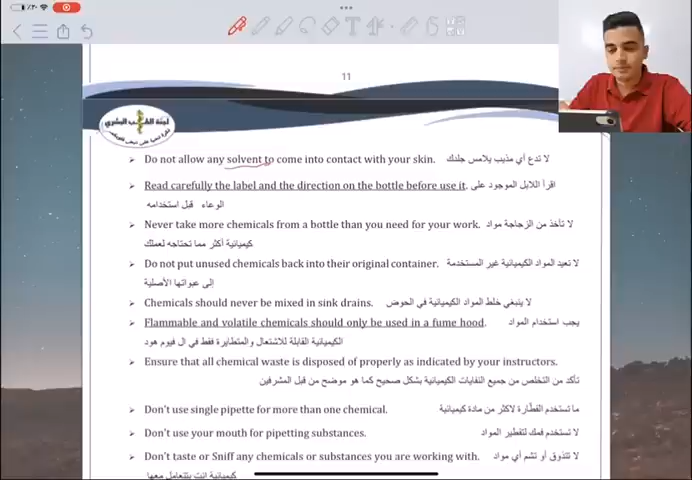 11
لجنة الطب البشري
Do not allow any solvent to come into contact with your skin. لا تدع أي مذيب يلامس جلدك
Read carefully the label and the direction on the bottle before use it. اقرأ اللابل الموجود على
الوعاء قبل استخدامه
Never take more chemicals from a bottle than you need for your work. لا تأخذ من الزجاجة مواد
كيميائية أكثر مما تحتاجه لعملك
Do not put unused chemicals back into their original container. لا تعيد المواد الكيميائية غير المستخدمة
إلى عبواتها الأصلية
Chemicals should never be mixed in sink drains. لا ينبغي خلط المواد الكيميائية في الحوض
Flammable and volatile chemicals should only be used in a fume hood. يجب استخدام المواد
الكيميائية القابلة للاشتعال والمتطايرة فقط في ال فيوم هود
Ensure that all chemical waste is disposed of properly as indicated by your instructors.
تأكد من التخلص من جميع النفايات الكيميائية بشكل صحيح كما هو موضح من قبل المشرفين
Don't use single pipette for more than one chemical. ما تستخدم القطّارة لاكثر من مادة كيميائية
Don't use your mouth for pipetting substances. لا تستخدم فمك لتقطير المواد
Don't taste or Sniff any chemicals or substances you are working with. لا تتذوق أو تشم أي مواد
كيميائية انت بتتعامل معها